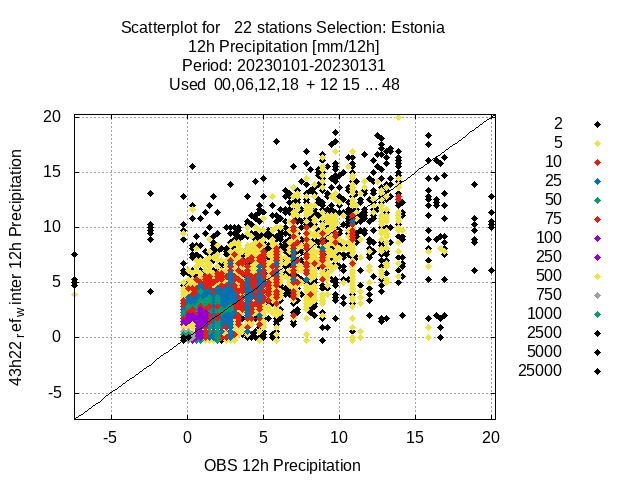 Scatterplot for 22 stations Selection: Estonia
12h Precipitation [mm/12h]
Period: 20230101-20230131
Used 00,06,12,18 + 12 15 ... 48
20
15
10
5
0
-5
43h22_ref_winter 12h Precipitation
-5 0 5 10 15 20
OBS 12h Precipitation
2
5
10
25
50
75
100
250
500
750
1000
2500
5000
25000